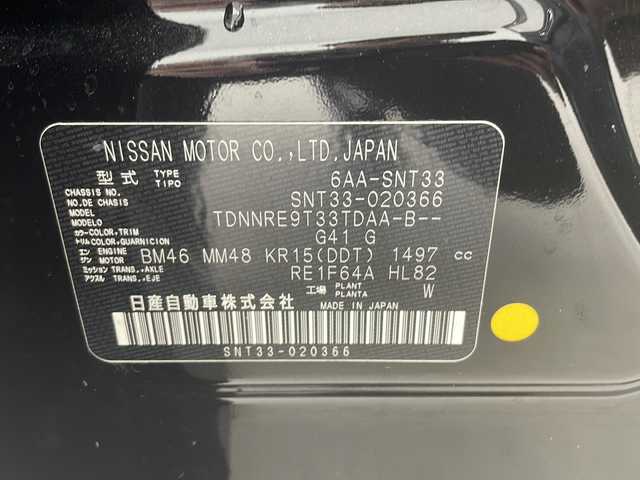 NISSAN MOTOR CO.,LTD.JAPAN
型式 TYPE TIPO 6AA-SNT33
CHASSIS NO. NO.DE CHASSIS SNT33-020366
MODEL MODELO TDNNRE9T33TDAA-B--
カラー COLOR, TRIM トリム COLOR,GUARNICION G41 G
エン ENGINE ジン MOTOR BM46 MM48 KR15(DDT) 1497 cc
ミッション TRANS.,AXLE アクスル TRANS.,EJE RE1F64A HL82
工場 PLANT PLANTA W
日産自動車株式会社 MADE IN JAPAN
SNT33-020366